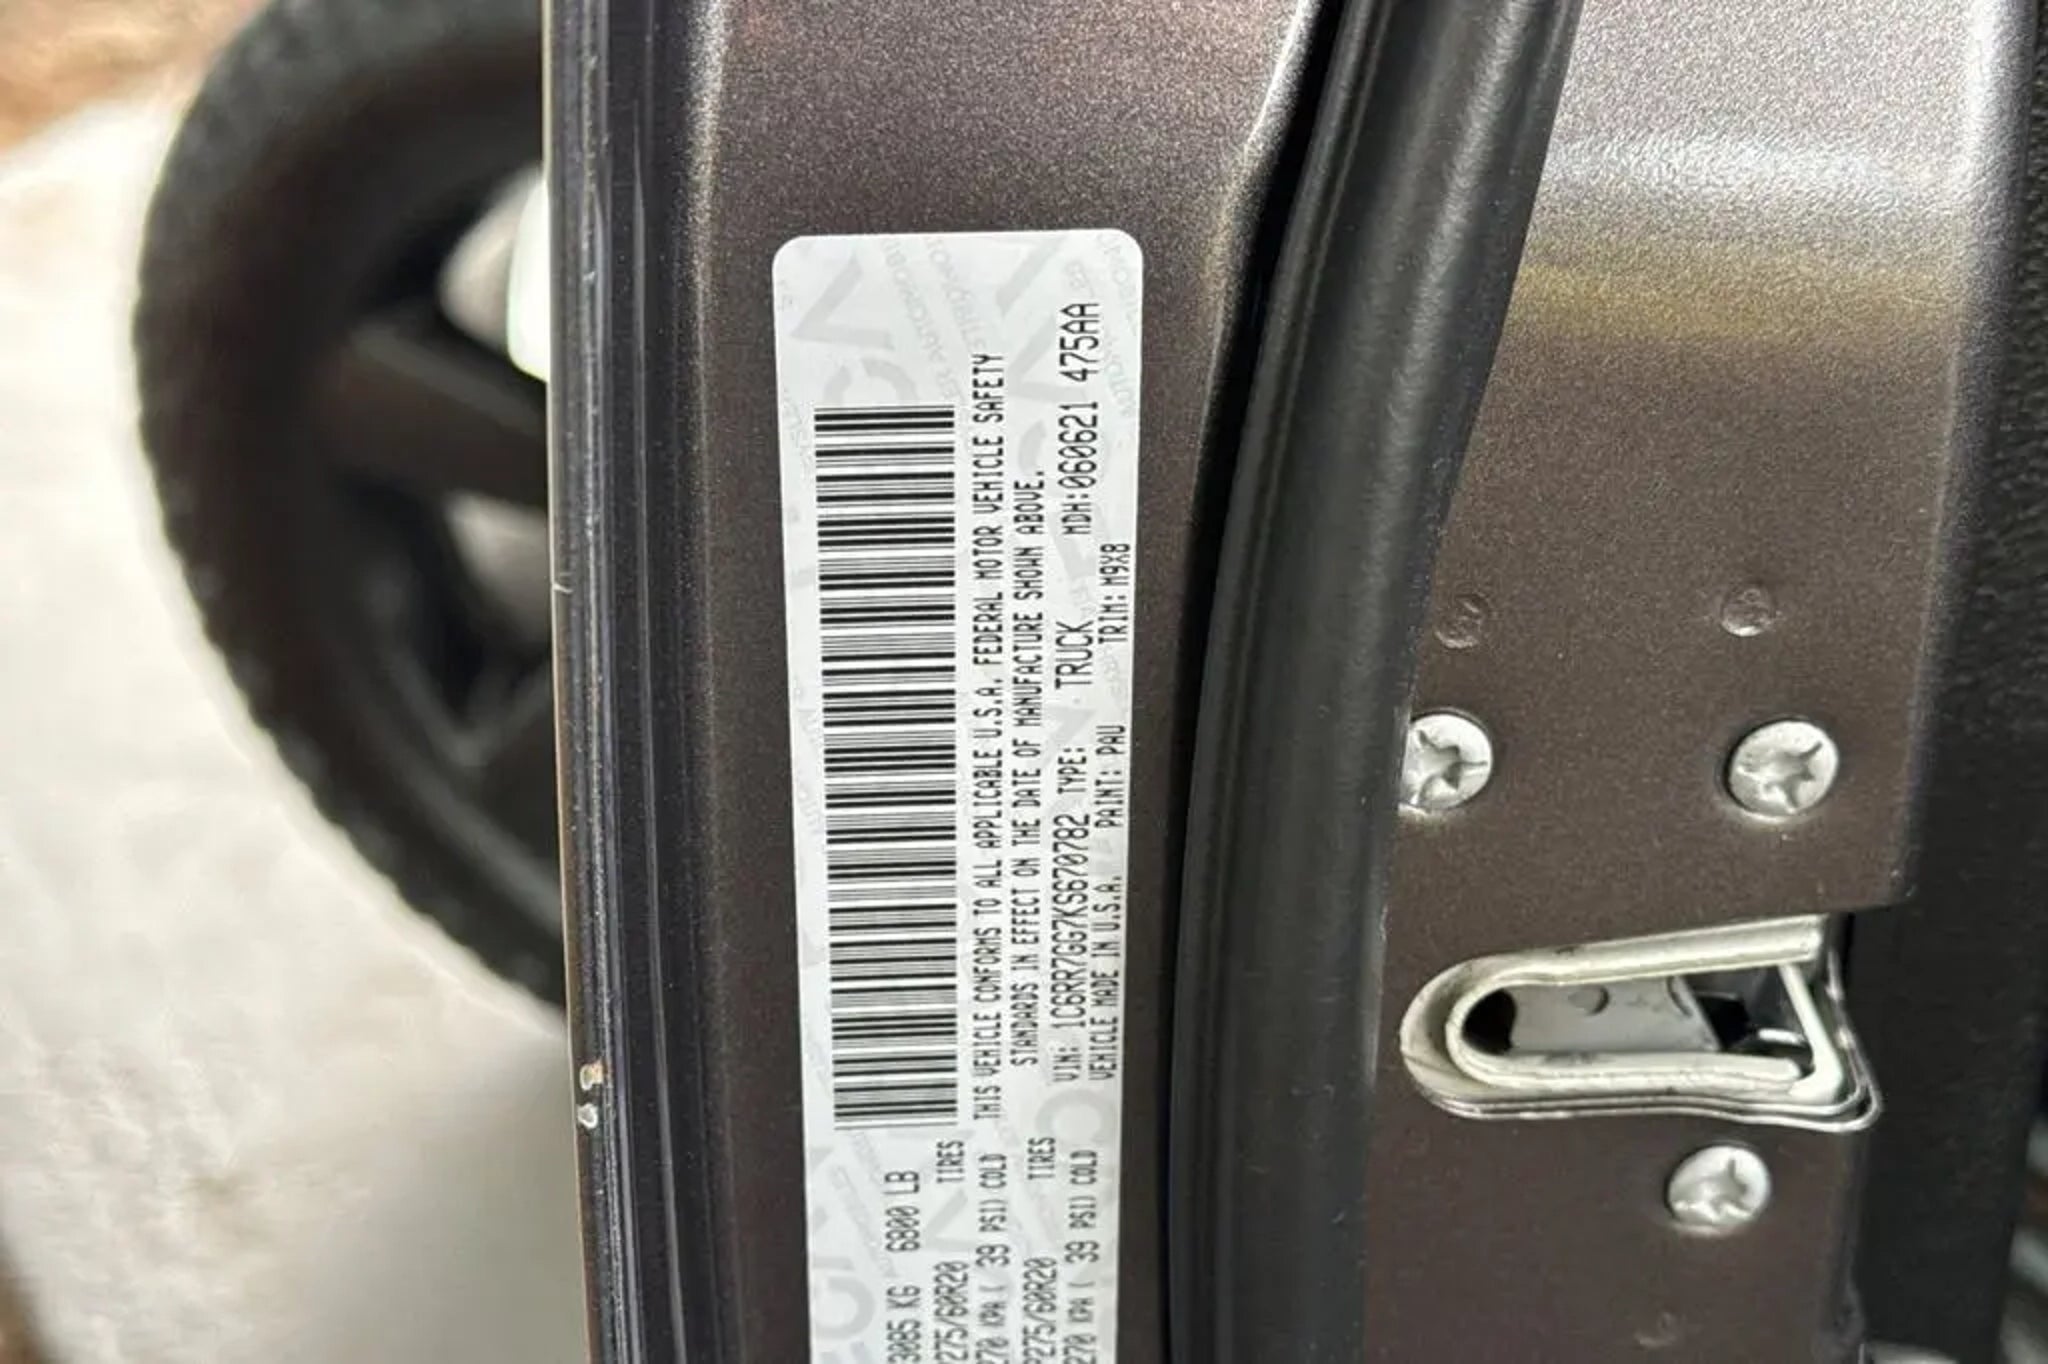 3085 KG 6800 LB
P275/60R20 TIRES
270 KPA ( 39 PSI) COLD
P275/60R20 TIRES
270 KPA ( 39 PSI) COLD
THIS VEHICLE CONFORMS TO ALL APPLICABLE U.S.A. FEDERAL MOTOR VEHICLE SAFETY
STANDARDS IN EFFECT ON THE DATE OF MANUFACTURE SHOWN ABOVE.
VIN: 1C6RR7GG7KS670782 TYPE: TRUCK MDH:060621 475AA
VEHICLE MADE IN U.S.A. PAINT: PAU TRIM: M9X8